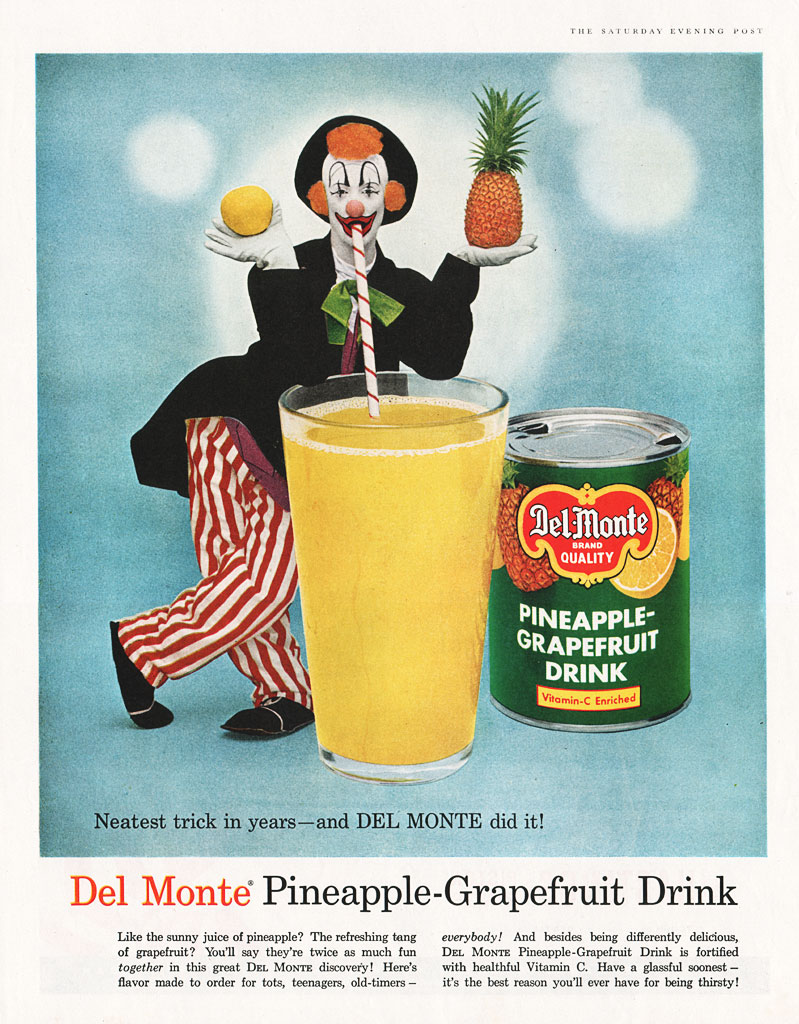 THE SATURDAY EVENING POST
Del Monte
BRAND
QUALITY
PINEAPPLE-
GRAPEFRUIT
DRINK
Vitamin-C Enriched
Neatest trick in years—and DEL MONTE did it!
Del Monte® Pineapple-Grapefruit Drink
Like the sunny juice of pineapple? The refreshing tang
of grapefruit? You'll say they're twice as much fun
together in this great DEL MONTE discovery! Here's
flavor made to order for tots, teenagers, old-timers —
everybody! And besides being differently delicious,
DEL MONTE Pineapple-Grapefruit Drink is fortified
with healthful Vitamin C. Have a glassful soonest —
it's the best reason you'll ever have for being thirsty!